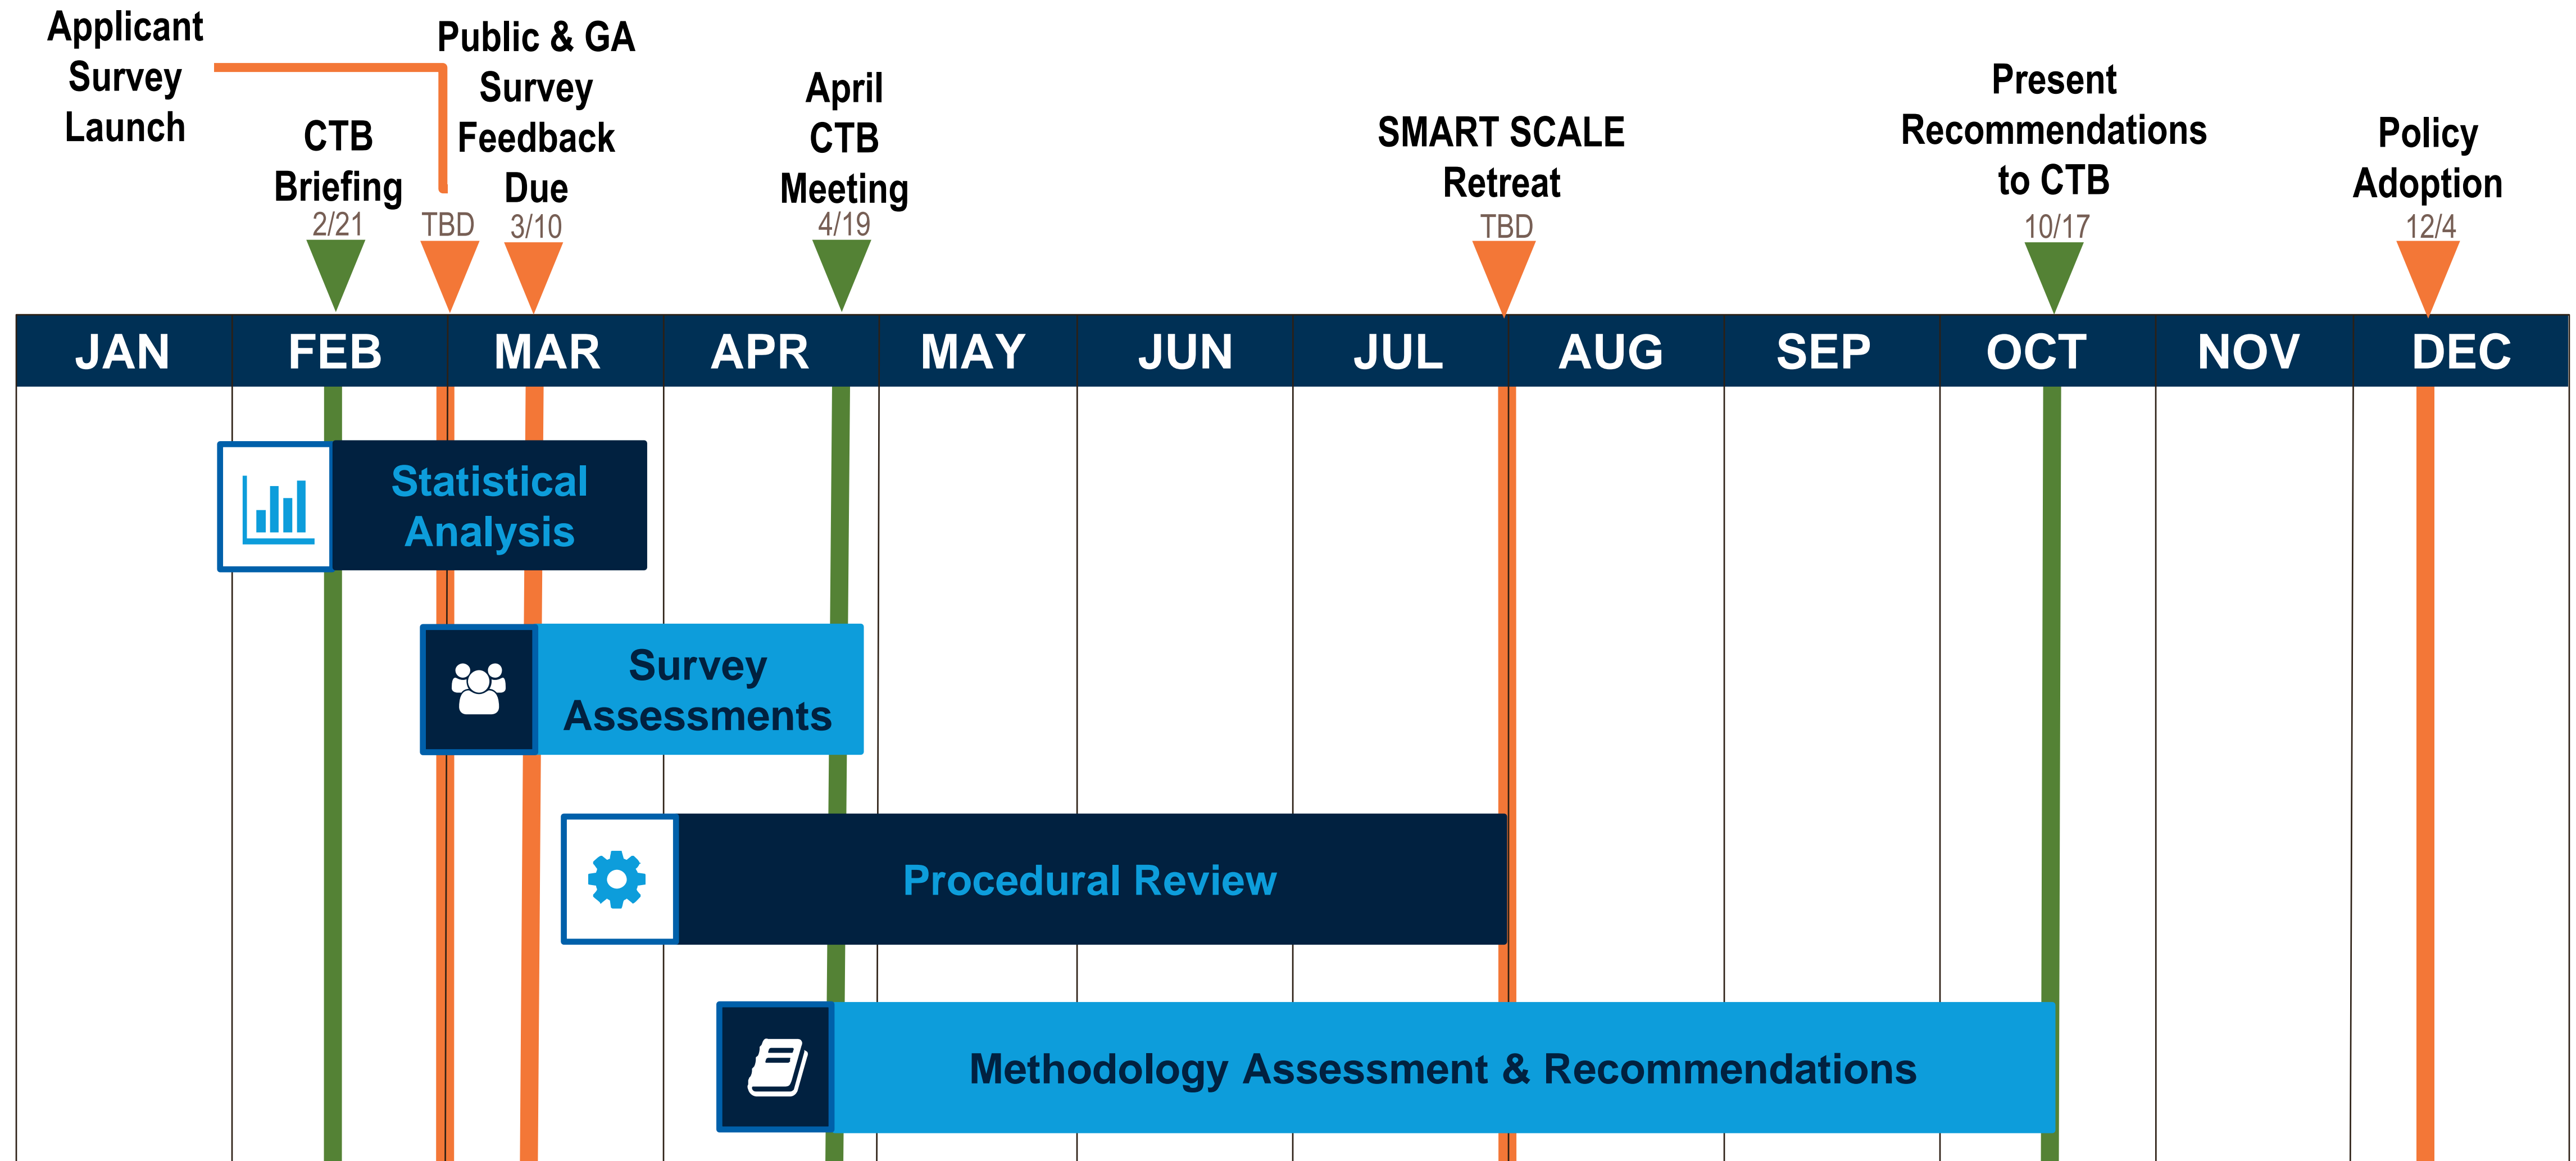 Applicant
Survey
Launch
CTB
Briefing
2/21
TBD
Public & GA
Survey
Feedback
Due
3/10
April
CTB
Meeting
4/19
SMART SCALE
Retreat
TBD
Present
Recommendations
to CTB
10/17
Policy
Adoption
12/4
JAN FEB MAR APR MAY JUN JUL AUG SEP OCT NOV DEC
Statistical
Analysis
Survey
Assessments
Procedural Review
Methodology Assessment & Recommendations